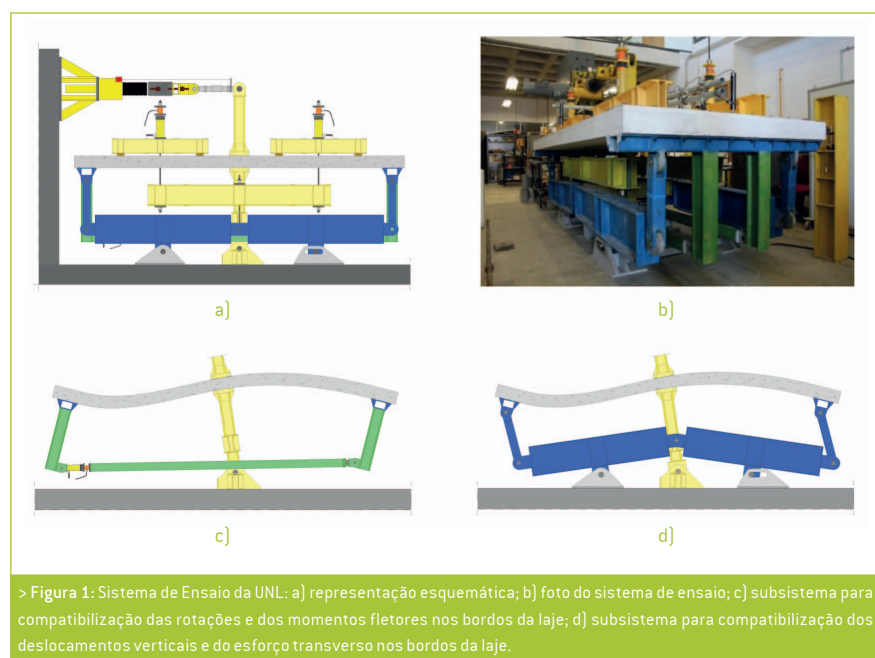 a)
b)
c)
d)
> Figura 1: Sistema de Ensaio da UNL: a) representação esquemática; b) foto do sistema de ensaio; c) subsistema para
compatibilização das rotações e dos momentos fletores nos bordos da laje; d) subsistema para compatibilização dos
deslocamentos verticais e do esforço transverso nos bordos da laje.